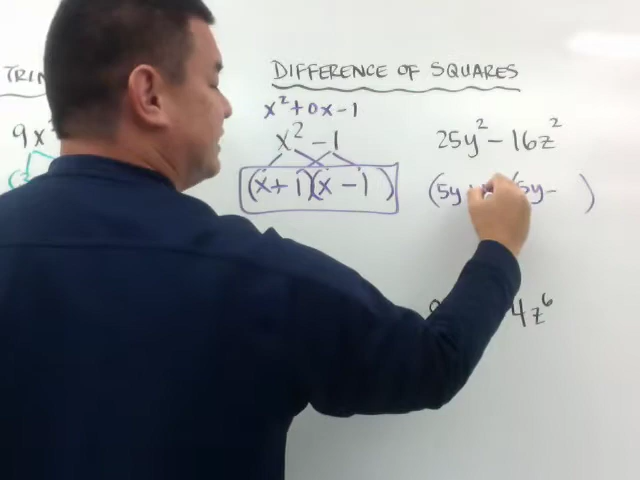 TRIN
DIFFERENCE OF SQUARES
x²+0x-1
9x
x²-1
25y²-16z²
(x+1)(x-1)
(5y (5y- )
4z⁶